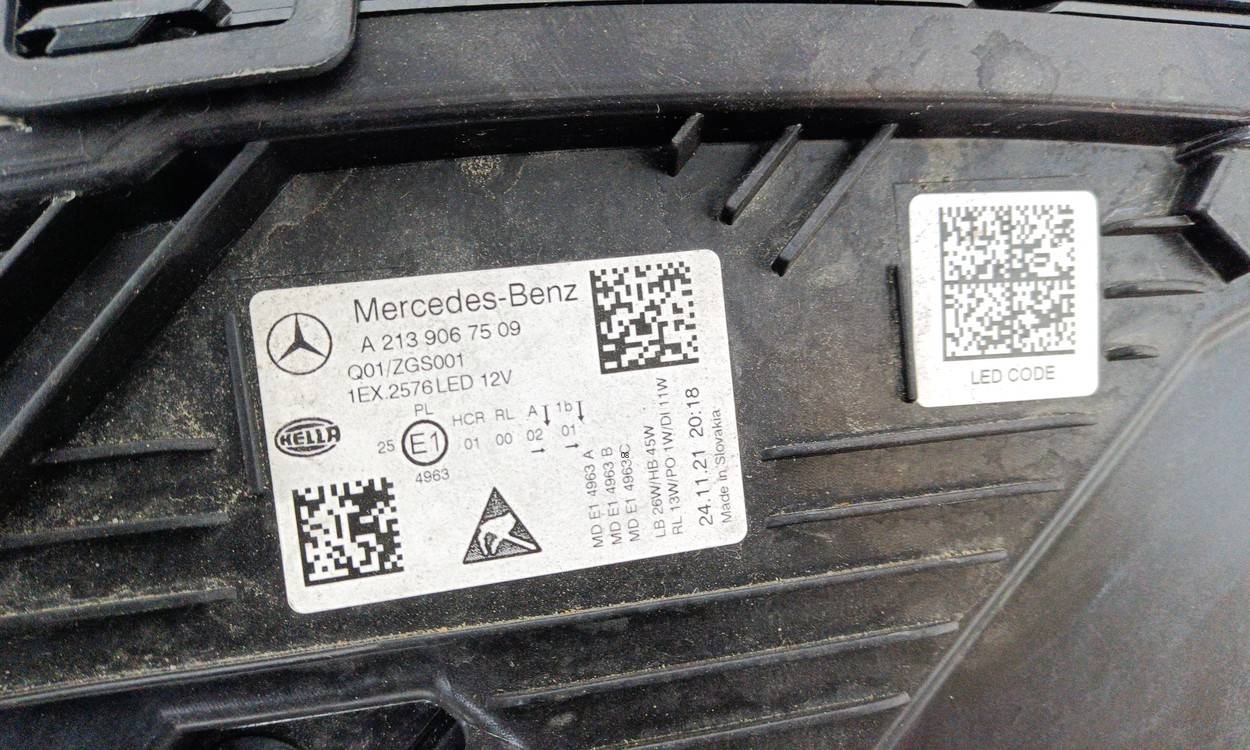 Mercedes-Benz
A 213 906 75 09
Q01/ZGS001
1EX.2576 LED 12V
HELLA
PL HCR RL A 1b
25 E1 01 00 02 01
4963
MD E1 4963 A
MD E1 4963 B
MD E1 4963 C
LB 26W/HB 45W
RL 13W/PO 1W/DI 11W
24.11.21 20:18
Made in Slovakia
LED CODE